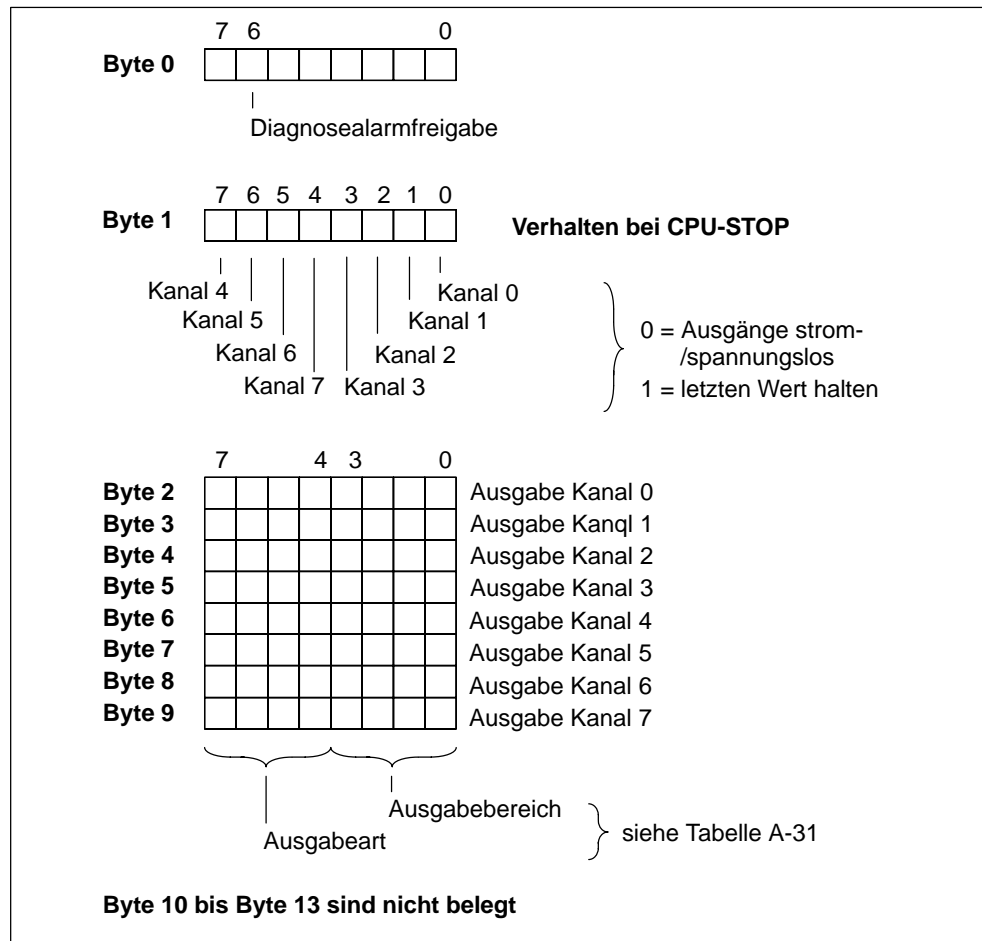 7 6 0
Byte 0
Diagnosealarmfreigabe
7 6 5 4 3 2 1 0
Byte 1
Verhalten bei CPU-STOP
Kanal 4 Kanal 0
Kanal 5 Kanal 1
Kanal 6 Kanal 2
Kanal 7 Kanal 3
0 = Ausgänge strom-
/spannungslos
1 = letzten Wert halten
7 4 3 0
Byte 2 Ausgabe Kanal 0
Byte 3 Ausgabe Kanql 1
Byte 4 Ausgabe Kanal 2
Byte 5 Ausgabe Kanal 3
Byte 6 Ausgabe Kanal 4
Byte 7 Ausgabe Kanal 5
Byte 8 Ausgabe Kanal 6
Byte 9 Ausgabe Kanal 7
Ausgabebereich
Ausgabeart
siehe Tabelle A-31
Byte 10 bis Byte 13 sind nicht belegt